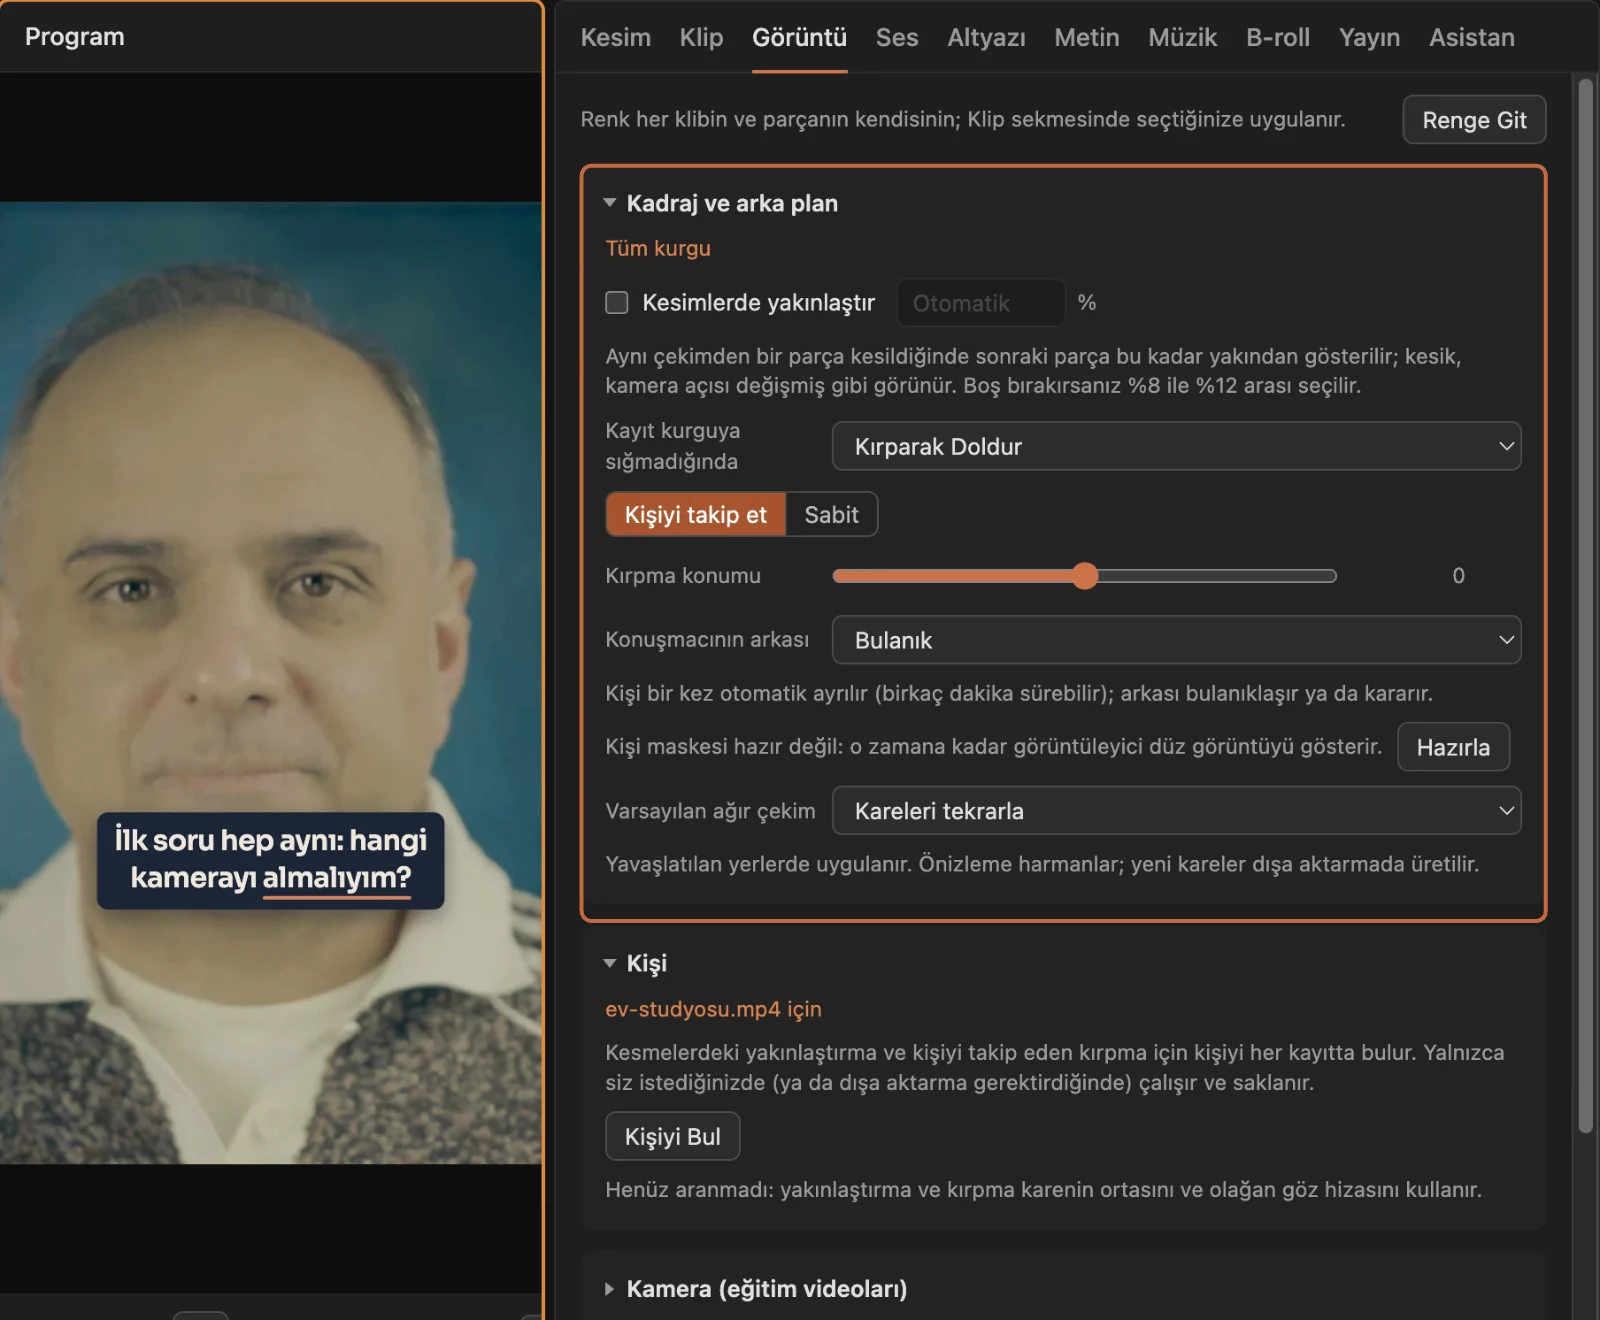 Program
Kesim Klip Görüntü Ses Altyazı Metin Müzik B-roll Yayın Asistan
Renk her klibin ve parçanın kendisinin; Klip sekmesinde seçtiğinize uygulanır.
Renge Git
Kadraj ve arka plan
Tüm kurgu
Kesimlerde yakınlaştır Otomatik %
Aynı çekimden bir parça kesildiğinde sonraki parça bu kadar yakından gösterilir; kesik,
kamera açısı değişmiş gibi görünür. Boş bırakırsanız %8 ile %12 arası seçilir.
Kayıt kurguya
sığmadığında
Kırparak Doldur
Kişiyi takip et Sabit
Kırpma konumu 0
Konuşmacının arkası Bulanık
Kişi bir kez otomatik ayrılır (birkaç dakika sürebilir); arkası bulanıklaşır ya da kararır.
Kişi maskesi hazır değil: o zamana kadar görüntüleyici düz görüntüyü gösterir. Hazırla
Varsayılan ağır çekim Kareleri tekrarla
Yavaşlatılan yerlerde uygulanır. Önizleme harmanlar; yeni kareler dışa aktarmada üretilir.
İlk soru hep aynı: hangi
kamerayı almalıyım?
Kişi
ev-studyosu.mp4 için
Kesmelerdeki yakınlaştırma ve kişiyi takip eden kırpma için kişiyi her kayıtta bulur. Yalnızca
siz istediğinizde (ya da dışa aktarma gerektirdiğinde) çalışır ve saklanır.
Kişiyi Bul
Henüz aranmadı: yakınlaştırma ve kırpma karenin ortasını ve olağan göz hizasını kullanır.
Kamera (eğitim videoları)